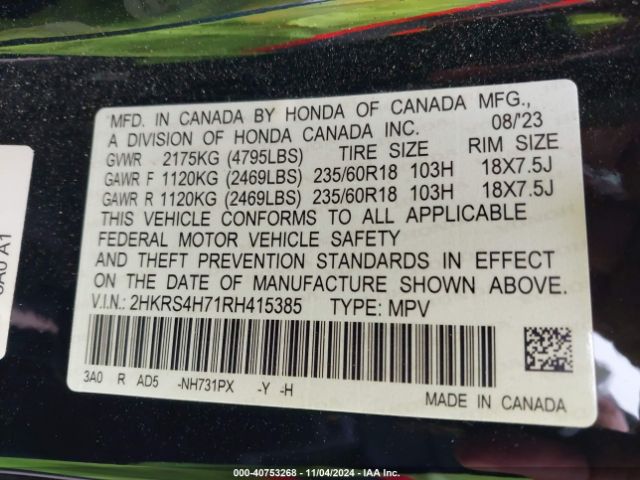 MFD. IN CANADA BY HONDA OF CANADA MFG., 08/'23
A DIVISION OF HONDA CANADA INC.
GVWR 2175KG (4795LBS) TIRE SIZE RIM SIZE
GAWR F 1120KG (2469LBS) 235/60R18 103H 18X7.5J
GAWR R 1120KG (2469LBS) 235/60R18 103H 18X7.5J
THIS VEHICLE CONFORMS TO ALL APPLICABLE
FEDERAL MOTOR VEHICLE SAFETY
AND THEFT PREVENTION STANDARDS IN EFFECT
ON THE DATE OF MANUFACTURE SHOWN ABOVE.
V.I.N.: 2HKRS4H71RH415385 TYPE: MPV
3A0 R AD5 -NH731PX -Y -H
MADE IN CANADA
A1
000-40753268 - 11/04/2024 - IAA Inc.